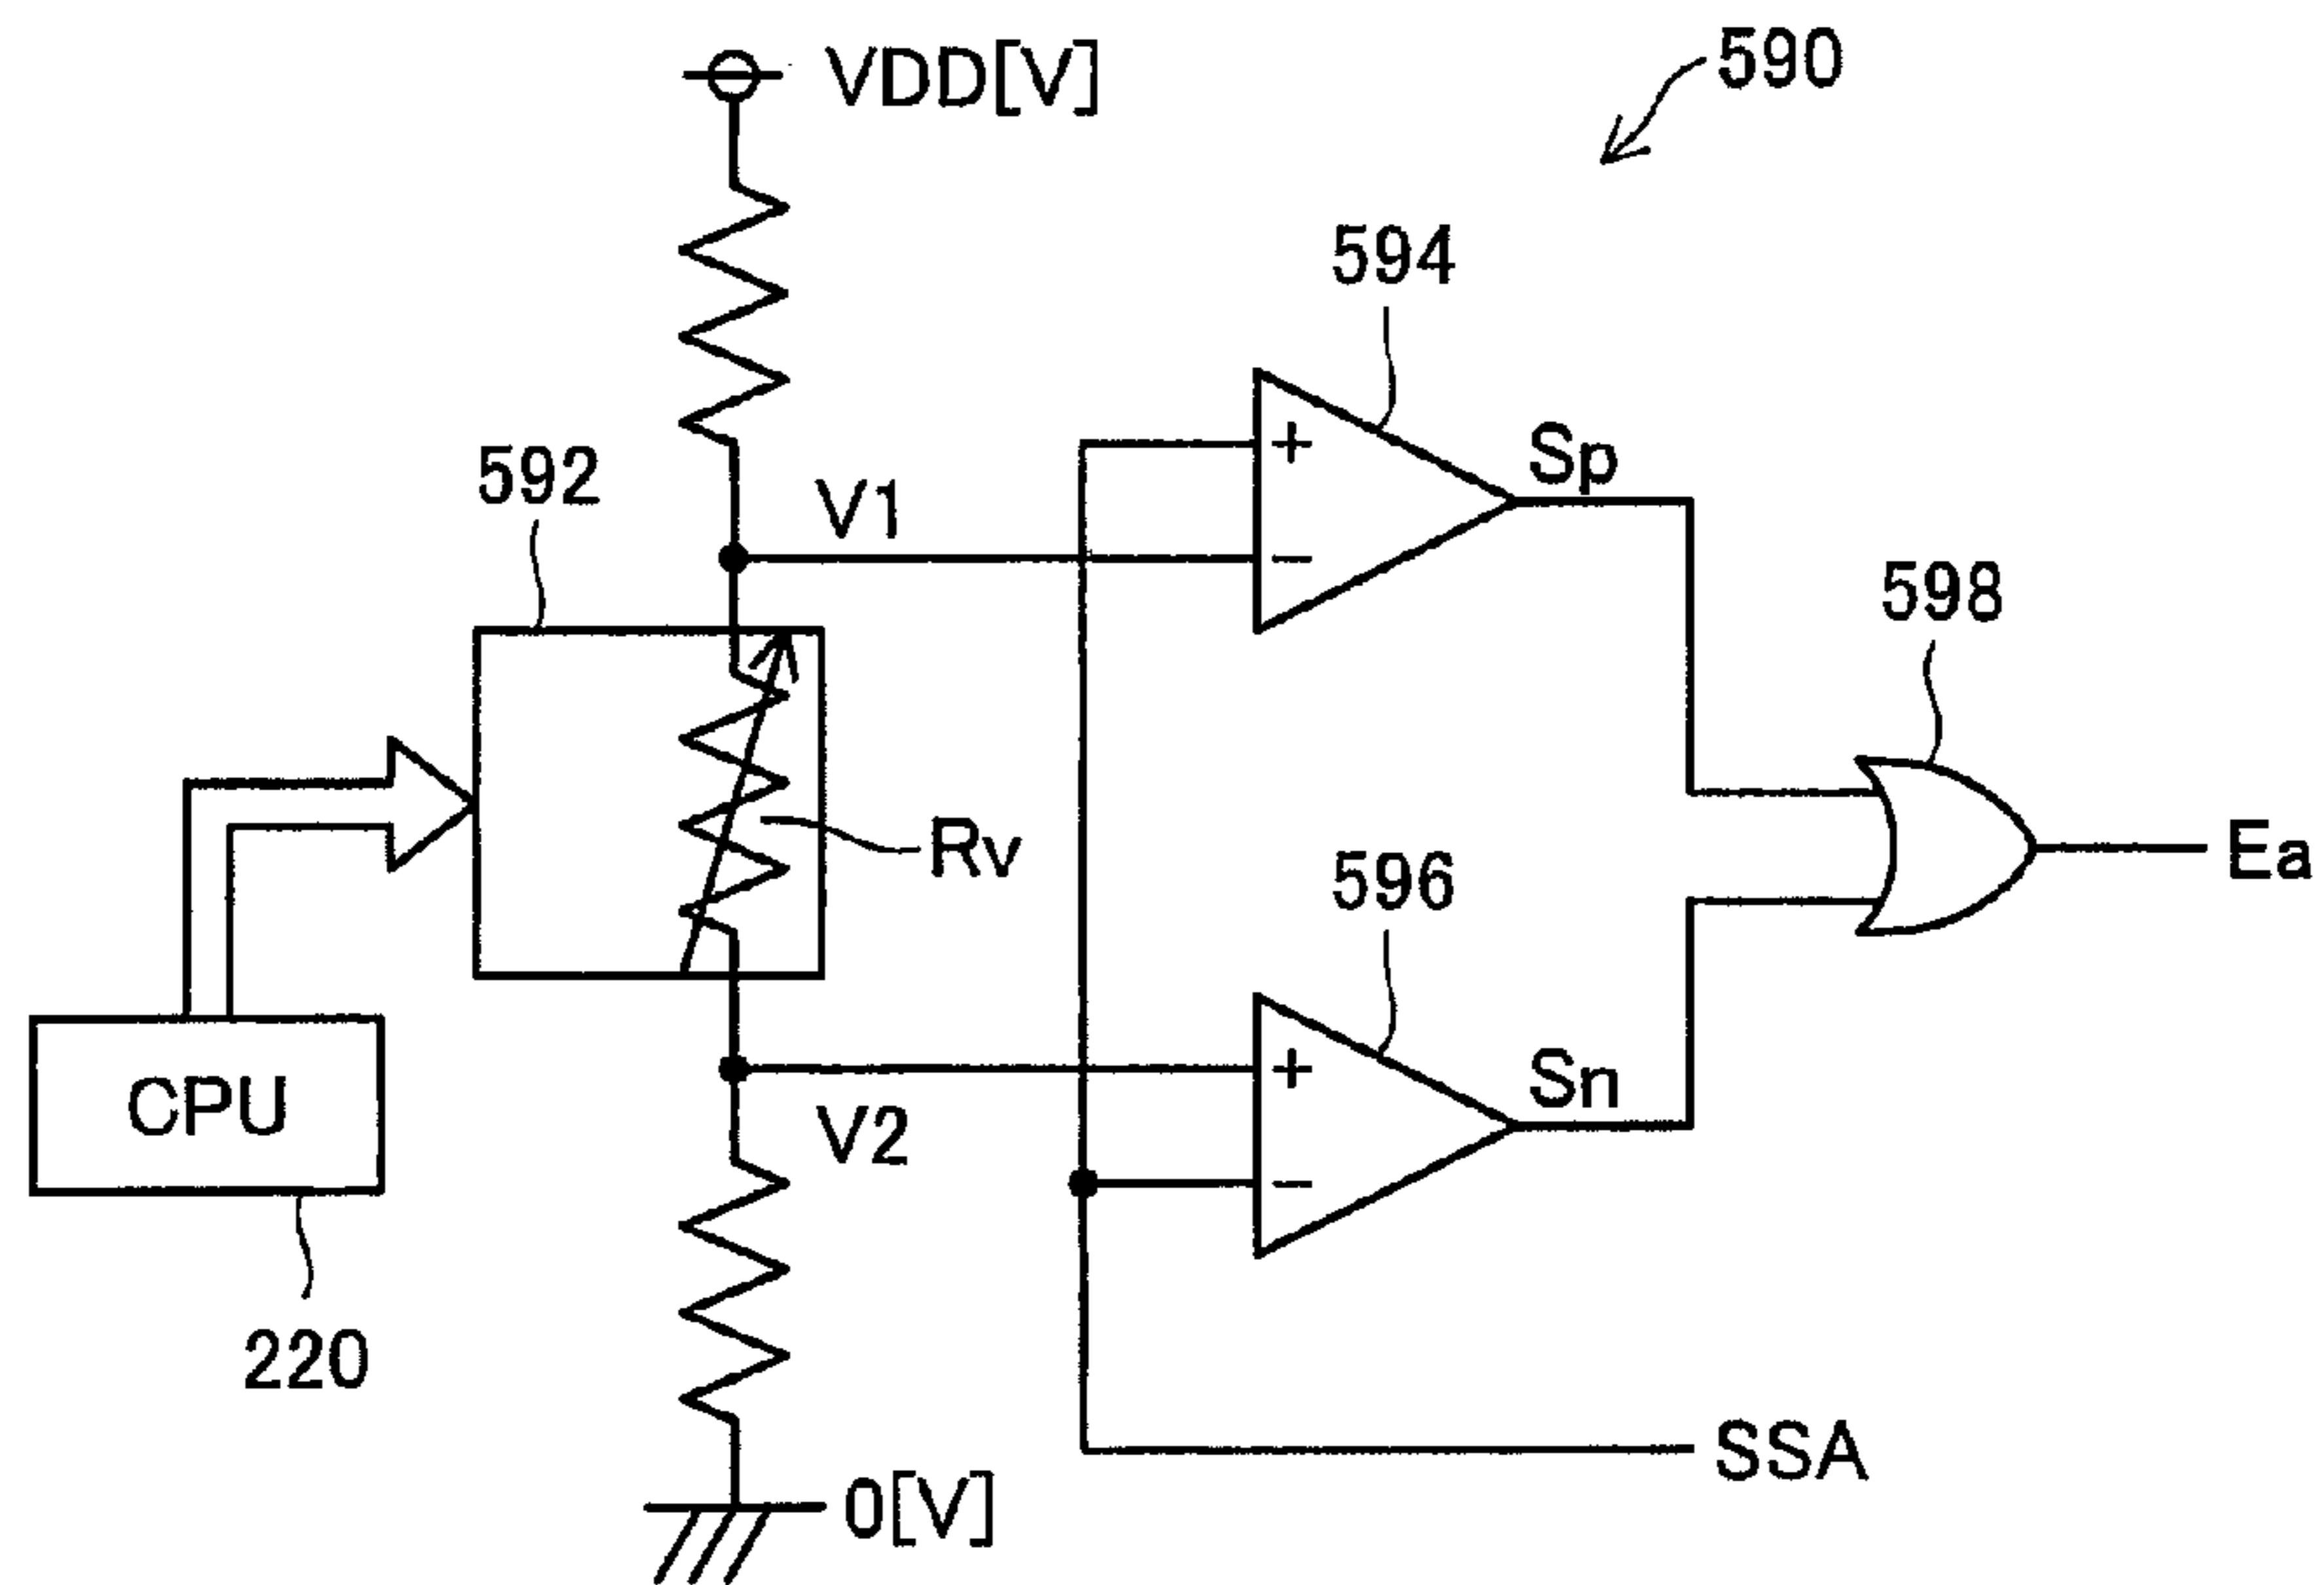 VDD[V]
590
594
Sp
592
V1
598
Rv
Ea
596
Sn
CPU
V2
220
SSA
0[V]
+
−
+
−